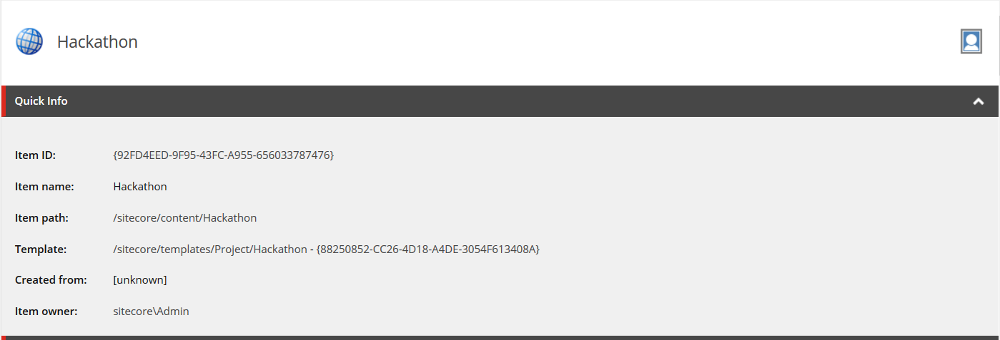 Hackathon
Quick Info
Item ID: {92FD4EED-9F95-43FC-A955-656033787476}
Item name: Hackathon
Item path: /sitecore/content/Hackathon
Template: /sitecore/templates/Project/Hackathon - {88250852-CC26-4D18-A4DE-3054F613408A}
Created from: [unknown]
Item owner: sitecore\Admin